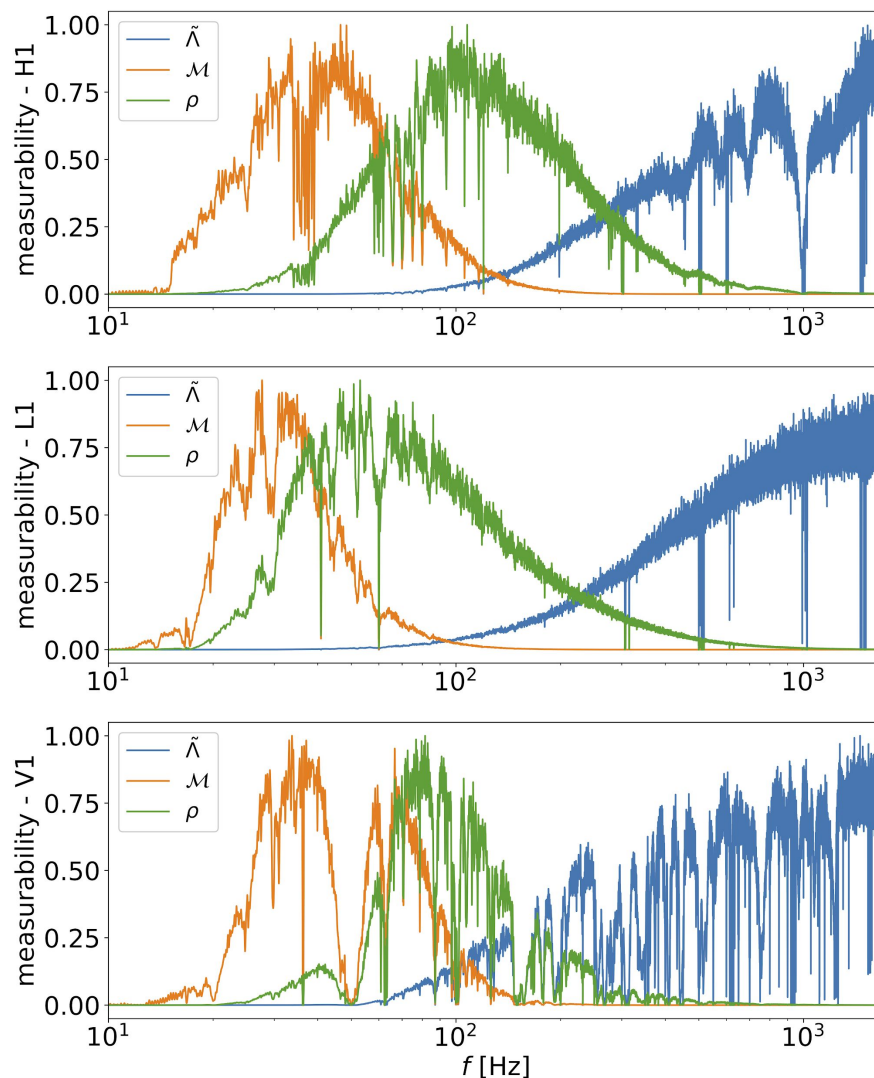 measurability - H1
1.00
0.75
0.50
0.25
0.00
Λ̃
ℳ
ρ
10¹
10²
10³
measurability - L1
1.00
0.75
0.50
0.25
0.00
Λ̃
ℳ
ρ
10¹
10²
10³
measurability - V1
1.00
0.75
0.50
0.25
0.00
Λ̃
ℳ
ρ
10¹
10²
10³
f [Hz]